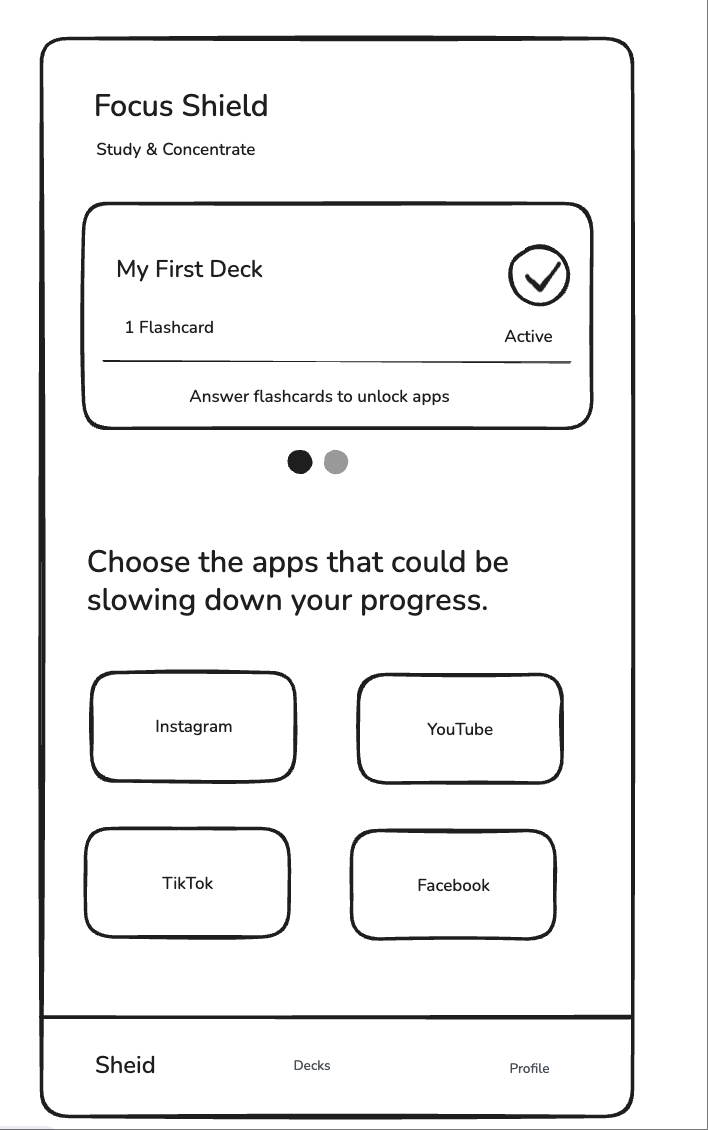 Focus Shield
Study & Concentrate
My First Deck
1 Flashcard
Active
Answer flashcards to unlock apps
Choose the apps that could be
slowing down your progress.
Instagram
YouTube
TikTok
Facebook
Sheid
Decks
Profile